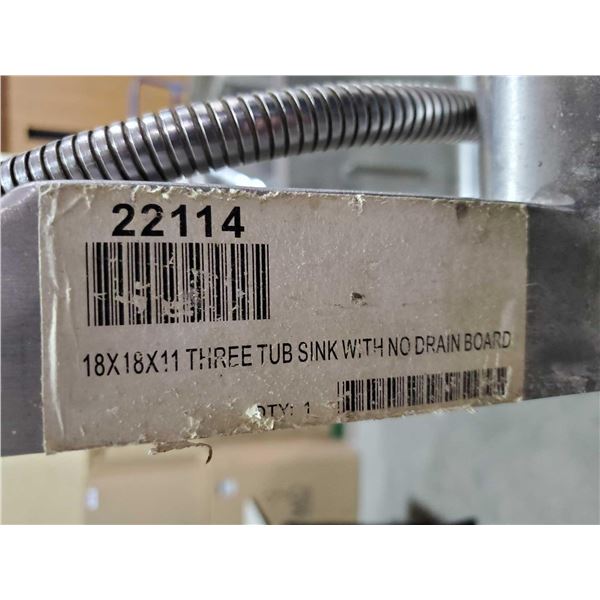 22114
18X18X11 THREE TUB SINK WITH NO DRAIN BOARD
QTY: 1